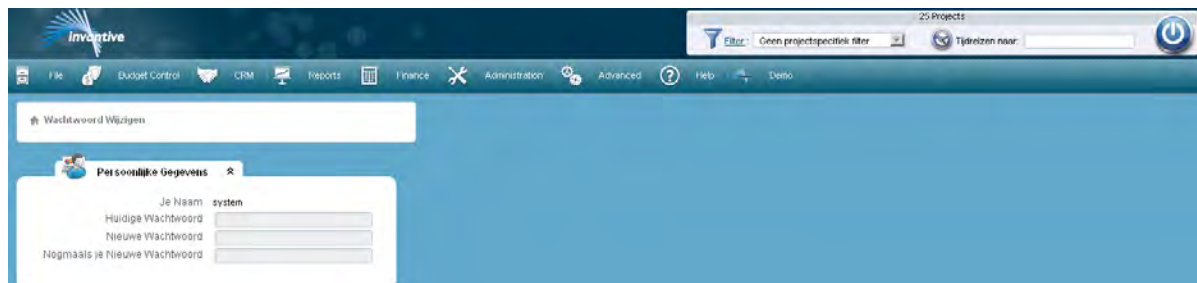 invantive
25 Projects
Filter: Geen projectspecifiek filter
Tijdreizen naar:
File Budget Control CRM Reports Finance Administration Advanced Help Demo
Wachtwoord Wijzigen
Persoonlijke Gegevens
Je Naam system
Huidige Wachtwoord
Nieuwe Wachtwoord
Nogmaals je Nieuwe Wachtwoord